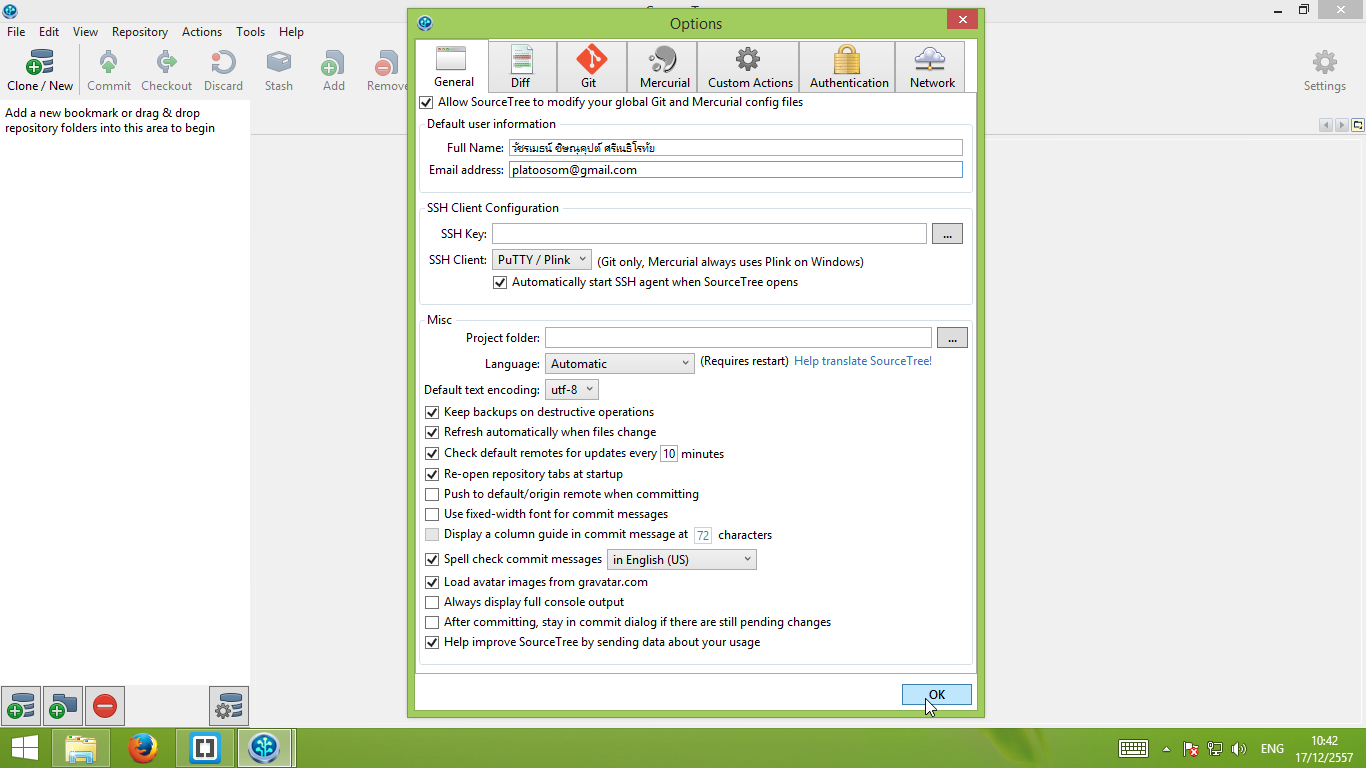 Options
File Edit View Repository Actions Tools Help
Clone / New Commit Checkout Discard Stash Add Remove Settings
Add a new bookmark or drag & drop
repository folders into this area to begin
General Diff Git Mercurial Custom Actions Authentication Network
Allow SourceTree to modify your global Git and Mercurial config files
Default user information
Full Name: วัชรเมธน์ ชิษณุคุปต์ ศรีเนธิโรทัย
Email address: platoosom@gmail.com
SSH Client Configuration
SSH Key: ...
SSH Client: PuTTY / Plink (Git only, Mercurial always uses Plink on Windows)
Automatically start SSH agent when SourceTree opens
Misc
Project folder: ...
Language: Automatic (Requires restart) Help translate SourceTree!
Default text encoding: utf-8
Keep backups on destructive operations
Refresh automatically when files change
Check default remotes for updates every 10 minutes
Re-open repository tabs at startup
Push to default/origin remote when committing
Use fixed-width font for commit messages
Display a column guide in commit message at 72 characters
Spell check commit messages in English (US)
Load avatar images from gravatar.com
Always display full console output
After committing, stay in commit dialog if there are still pending changes
Help improve SourceTree by sending data about your usage
OK
ENG
10:42
17/12/2557